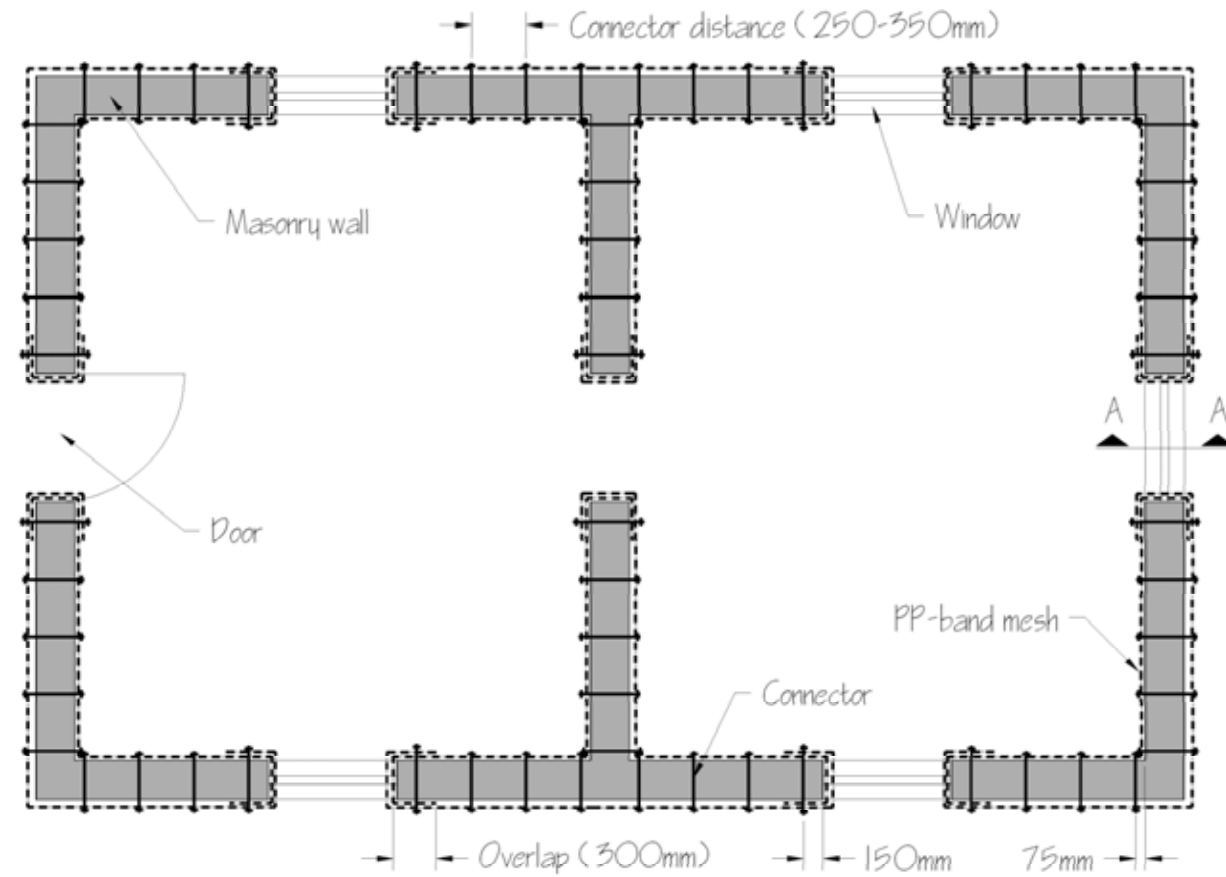 Connector distance (250-350mm)
Masonry wall
Window
A A
Door
PP-band mesh
Connector
Overlap (300mm)
150mm
75mm